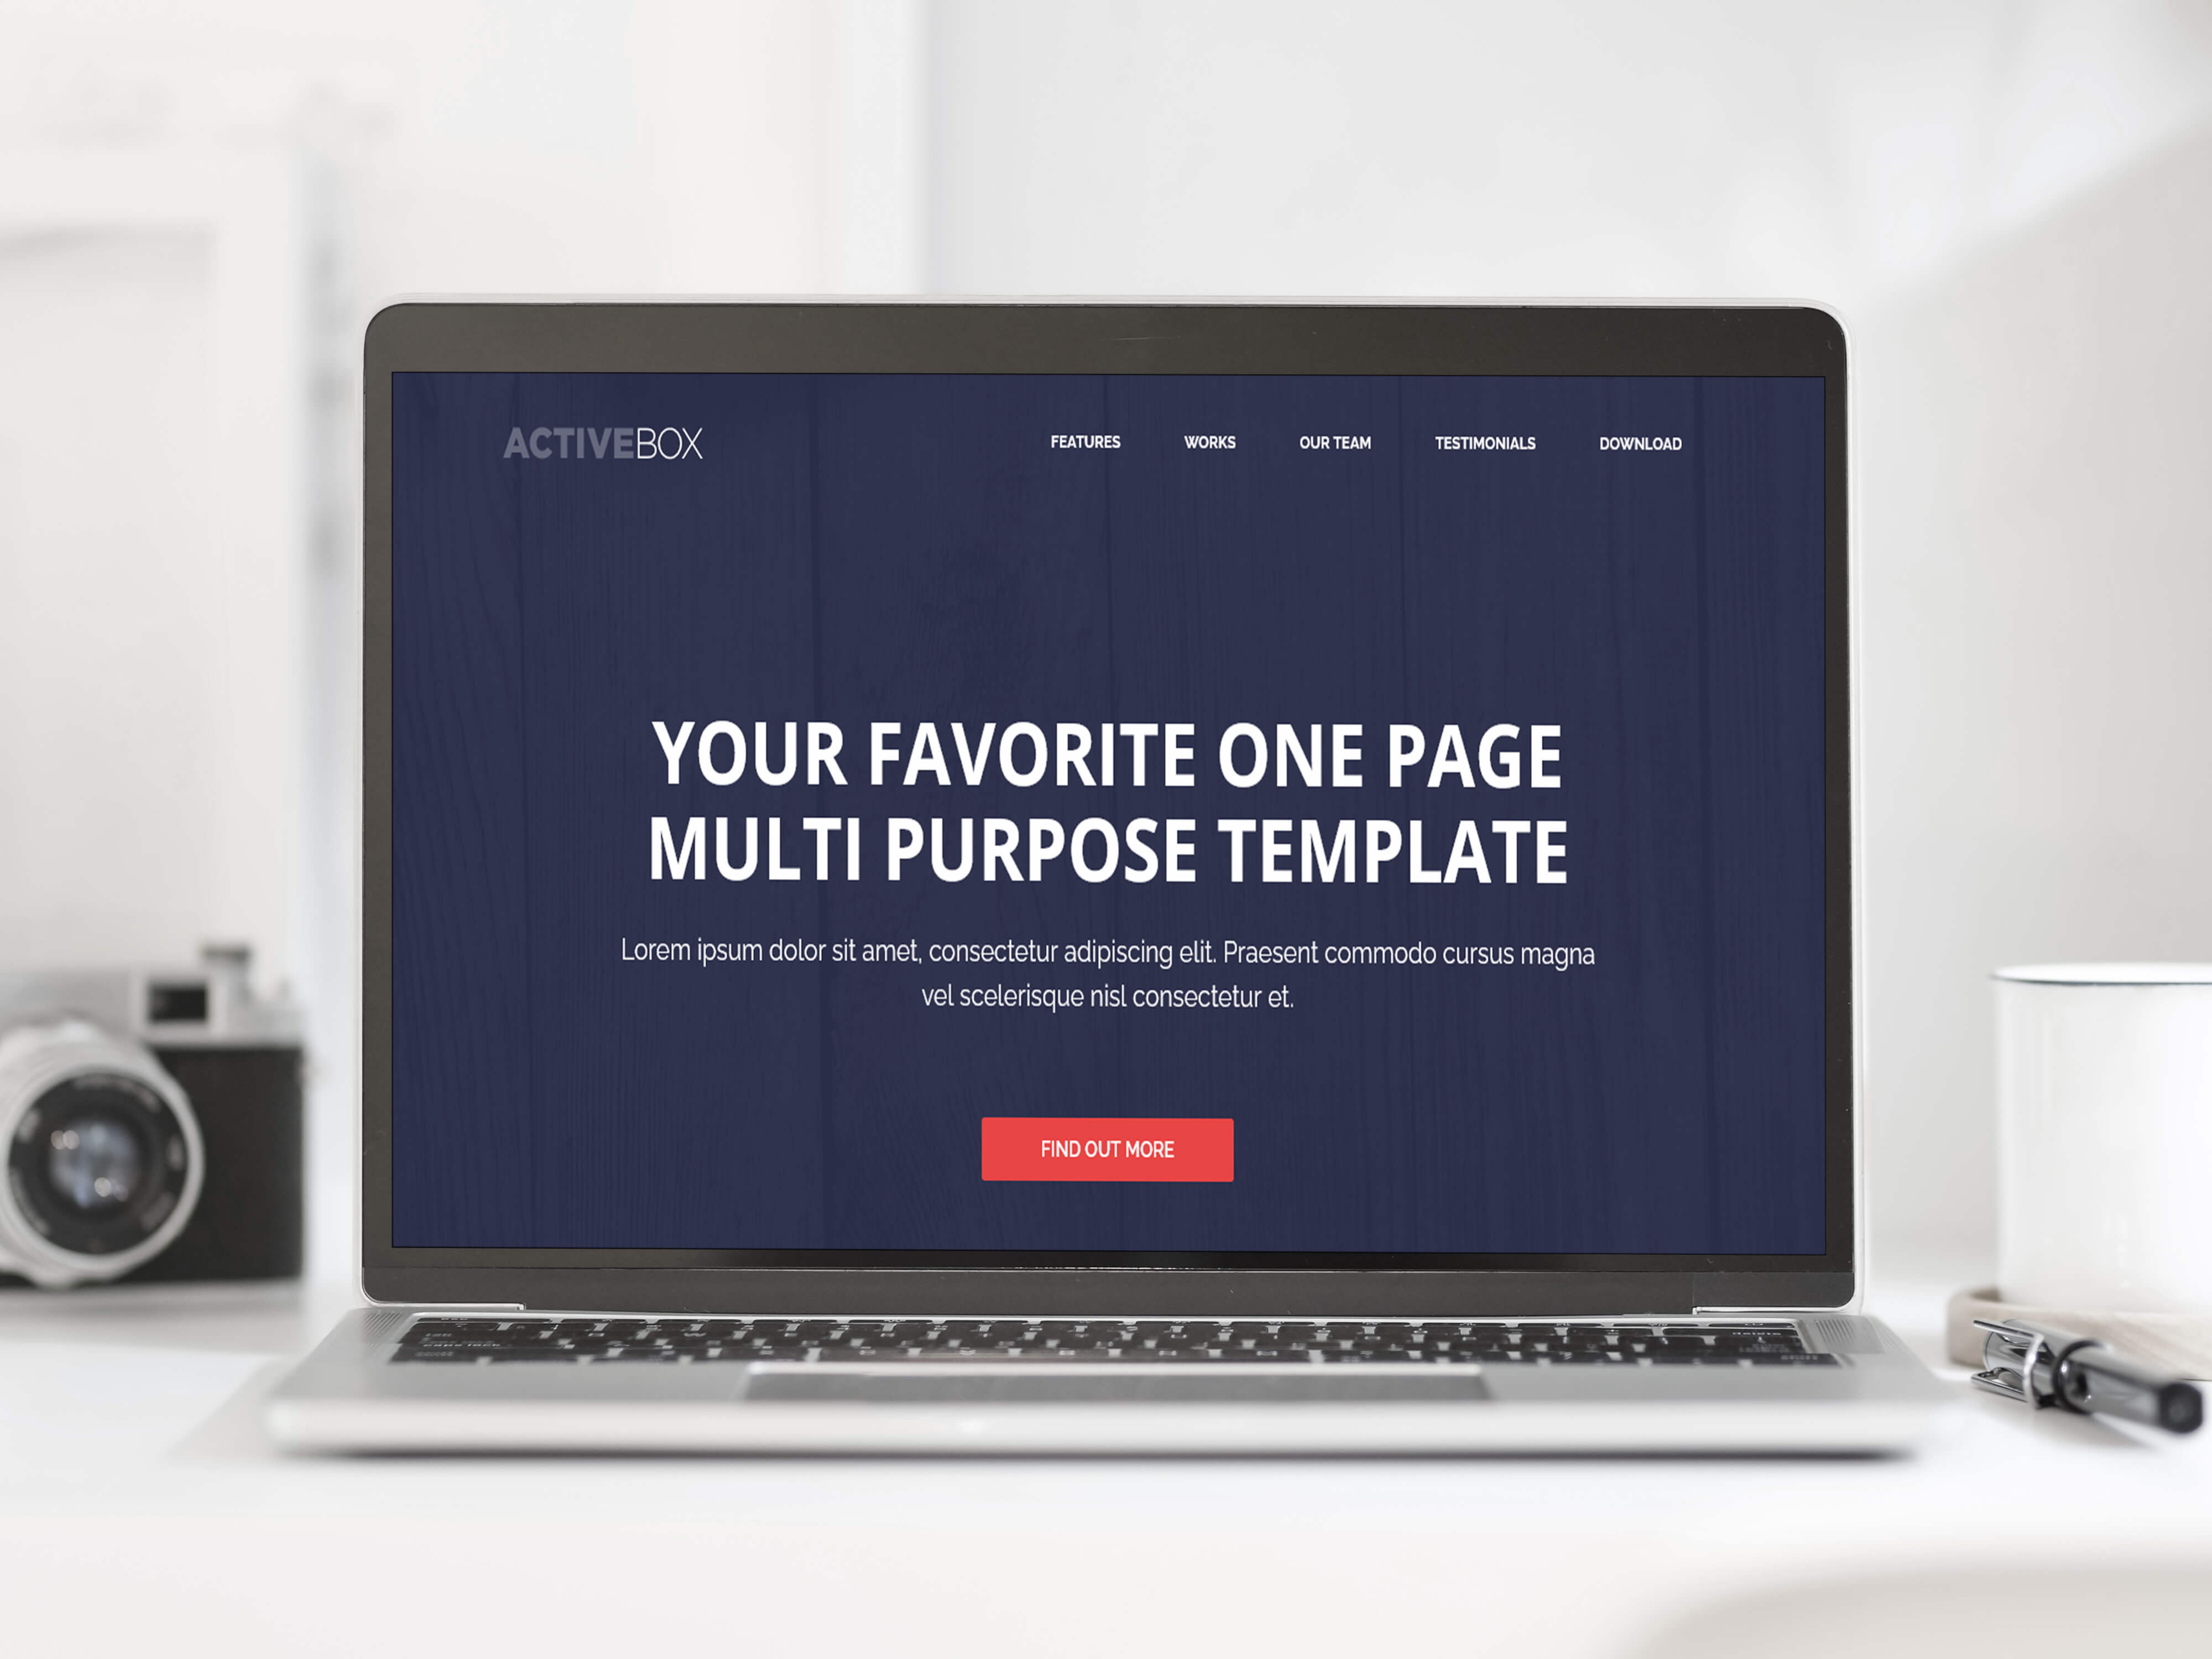 ACTIVEBOX
FEATURES WORKS OUR TEAM TESTIMONIALS DOWNLOAD
YOUR FAVORITE ONE PAGE
MULTI PURPOSE TEMPLATE
Lorem ipsum dolor sit amet, consectetur adipiscing elit. Praesent commodo cursus magna
vel scelerisque nisl consectetur et.
FIND OUT MORE